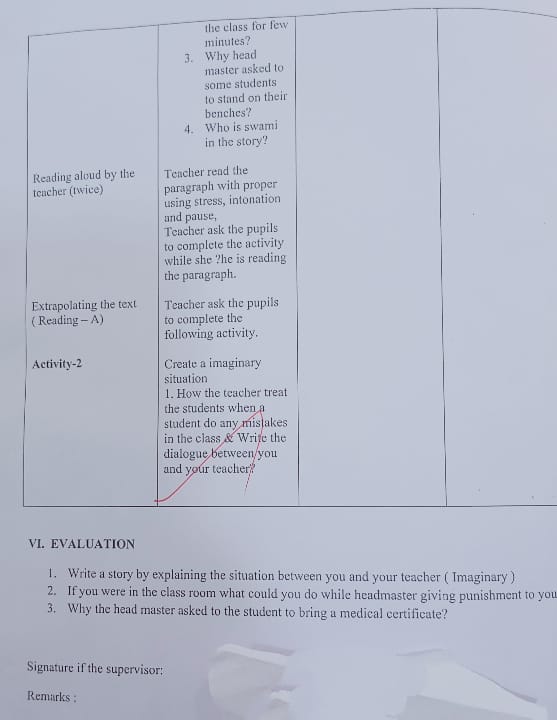 the class for few
minutes?
3. Why head
master asked to
some students
to stand on their
benches?
4. Who is swami
in the story?
Reading aloud by the
teacher (twice)
Teacher read the
paragraph with proper
using stress, intonation
and pause,
Teacher ask the pupils
to complete the activity
while she ?he is reading
the paragraph.
Extrapolating the text
( Reading – A)
Teacher ask the pupils
to complete the
following activity.
Activity-2
Create a imaginary
situation
1. How the teacher treat
the students when a
student do any mistakes
in the class & Write the
dialogue between you
and your teacher?
VI. EVALUATION
1. Write a story by explaining the situation between you and your teacher ( Imaginary )
2. If you were in the class room what could you do while headmaster giving punishment to you
3. Why the head master asked to the student to bring a medical certificate?
Signature if the supervisor:
Remarks :